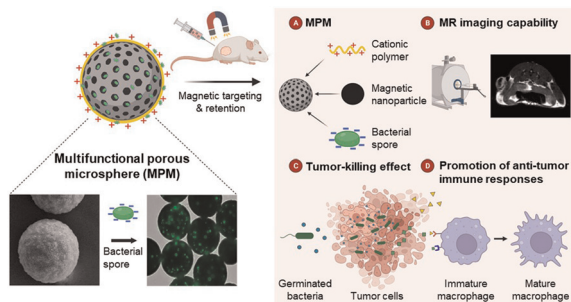 Magnetic targeting
& retention
Multifunctional porous
microsphere (MPM)
Bacterial
spore
A MPM
Cationic
polymer
Magnetic
nanoparticle
Bacterial
spore
B MR imaging capability
C Tumor-killing effect
Germinated
bacteria
Tumor cells
D Promotion of anti-tumor
immune responses
Immature
macrophage
Mature
macrophage